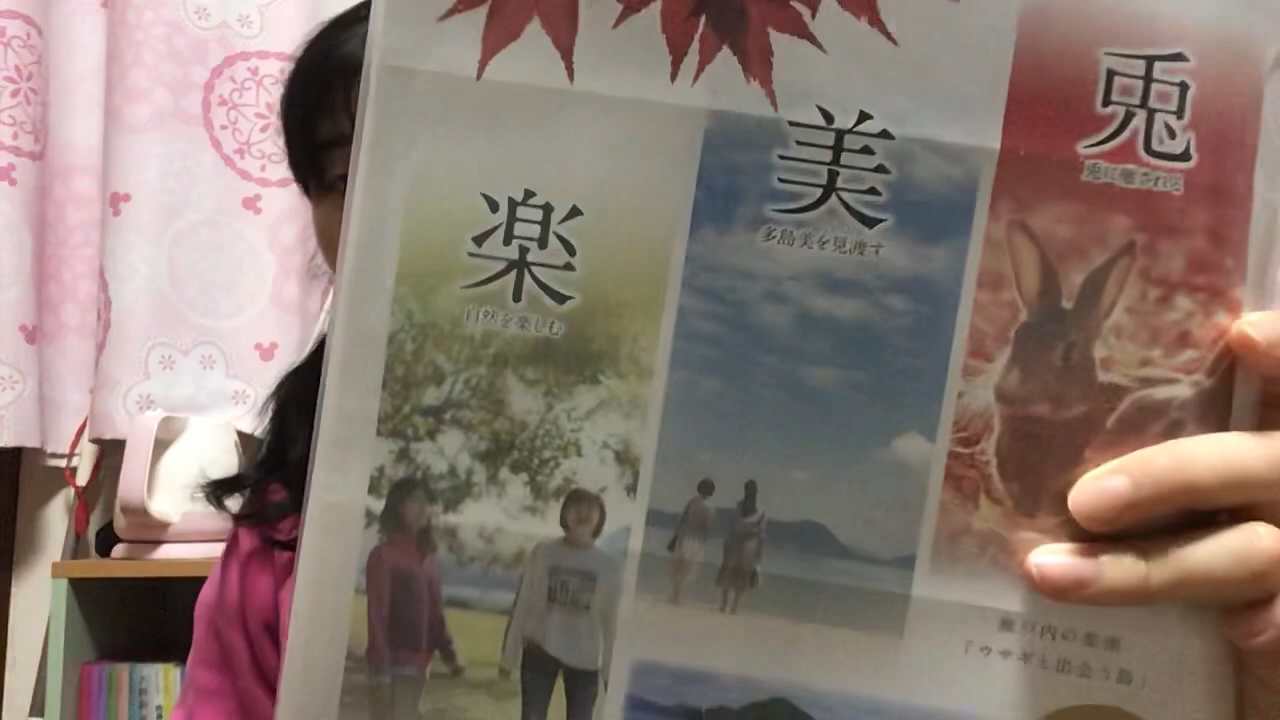 兎
兎に癒される
美
多島美を見渡す
楽
自然を楽しむ
瀬戸内の楽園
「ウサギと出会う島」